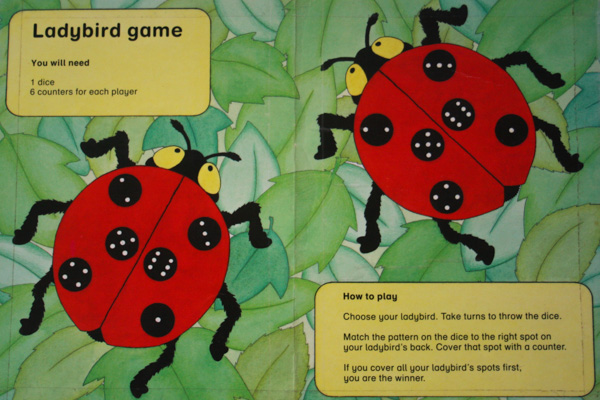 Ladybird game
You will need
1 dice
6 counters for each player
How to play
Choose your ladybird. Take turns to throw the dice.
Match the pattern on the dice to the right spot on
your ladybird's back. Cover that spot with a counter.
If you cover all your ladybird's spots first,
you are the winner.